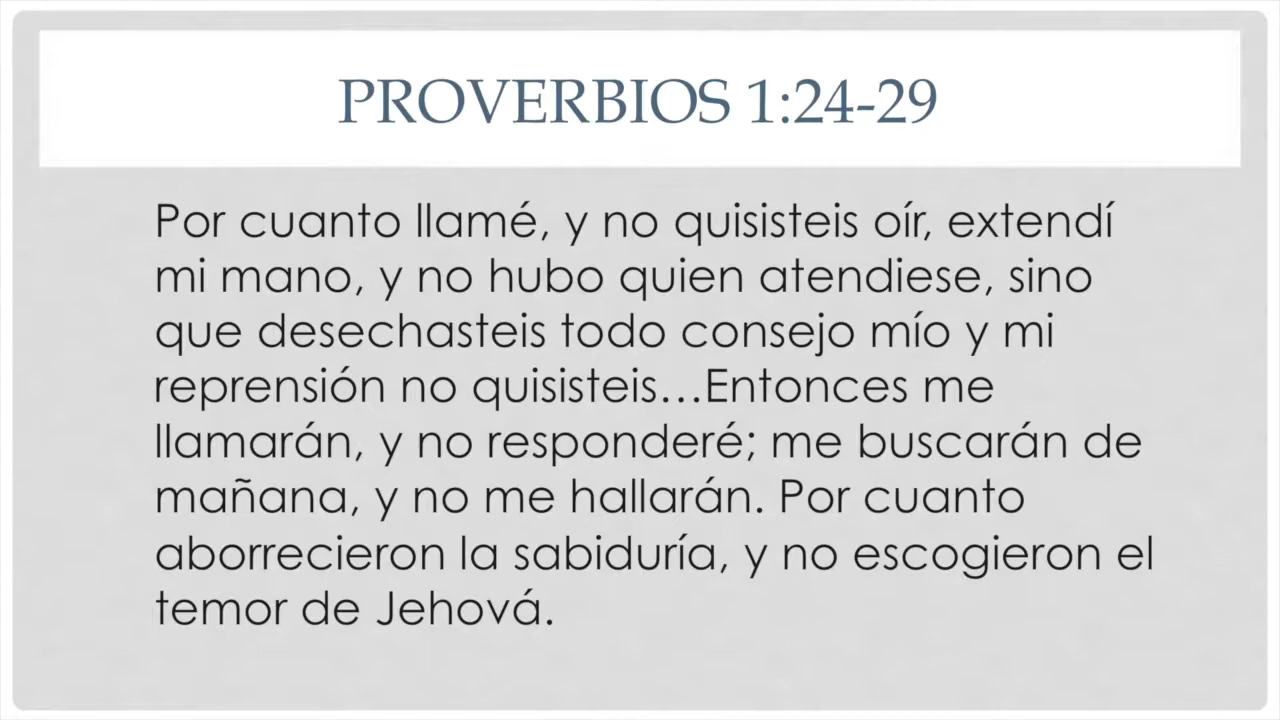 PROVERBIOS 1:24-29
Por cuanto llamé, y no quisisteis oír, extendí
mi mano, y no hubo quien atendiese, sino
que desechasteis todo consejo mío y mi
reprensión no quisisteis...Entonces me
llamarán, y no responderé; me buscarán de
mañana, y no me hallarán. Por cuanto
aborrecieron la sabiduría, y no escogieron el
temor de Jehová.